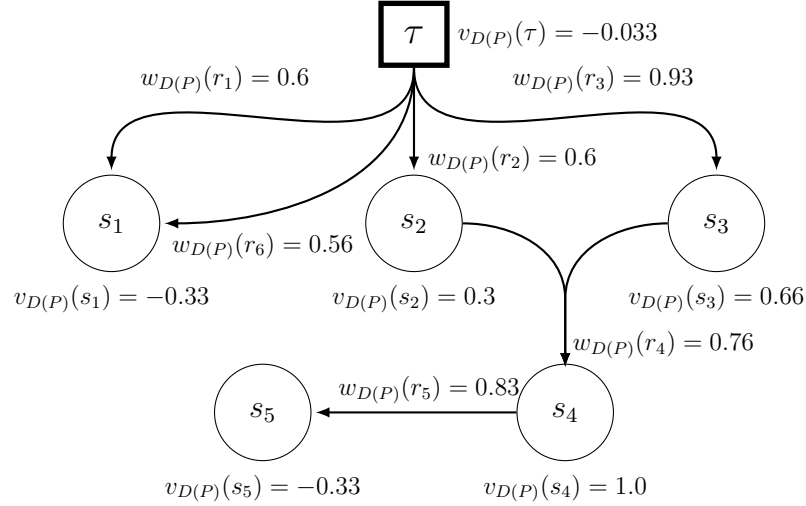 τ
v_{D(P)}(τ) = −0.033
w_{D(P)}(r_1) = 0.6
w_{D(P)}(r_3) = 0.93
w_{D(P)}(r_2) = 0.6
s_1
s_2
s_3
w_{D(P)}(r_6) = 0.56
v_{D(P)}(s_1) = −0.33
v_{D(P)}(s_2) = 0.3
v_{D(P)}(s_3) = 0.66
w_{D(P)}(r_4) = 0.76
w_{D(P)}(r_5) = 0.83
s_5
s_4
v_{D(P)}(s_5) = −0.33
v_{D(P)}(s_4) = 1.0